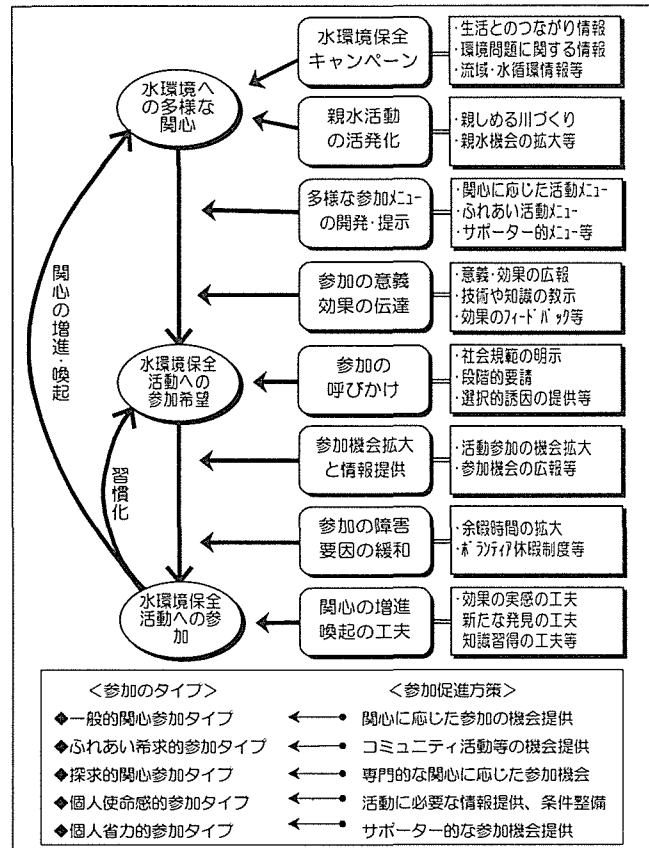 水環境保全
キャンペーン
・生活とのつながり情報
・環境問題に関する情報
・流域・水循環情報等
水環境へ
の多様な
関心
親水活動
の活発化
・親しめる川づくり
・親水機会の拡大等
多様な参加メニュー
の開発・提示
・関心に応じた活動メニュー
・ふれあい活動メニュー
・サポーター的メニュー等
関心の増進・喚起
参加の意義
効果の伝達
・意義・効果の広報
・技術や知識の教示
・効果のフィードバック等
水環境保全
活動への
参加希望
参加の
呼びかけ
・社会規範の明示
・段階的要請
・選択的誘因の提供等
習慣化
参加機会拡大
と情報提供
・活動参加の機会拡大
・参加機会の広報等
参加の障害
要因の緩和
・余暇時間の拡大
・ボランティア休暇制度等
水環境保全
活動への参
加
関心の増進
喚起の工夫
・効果の実感の工夫
新たな発見の工夫
知識習得の工夫等
<参加のタイプ>
<参加促進方策>
◆一般的関心参加タイプ
関心に応じた参加の機会提供
◆ふれあい希求的参加タイプ
コミュニティ活動等の機会提供
◆探求的関心参加タイプ
専門的な関心に応じた参加機会
◆個人使命感的参加タイプ
活動に必要な情報提供、条件整備
◆個人省力的参加タイプ
サポーター的な参加機会提供